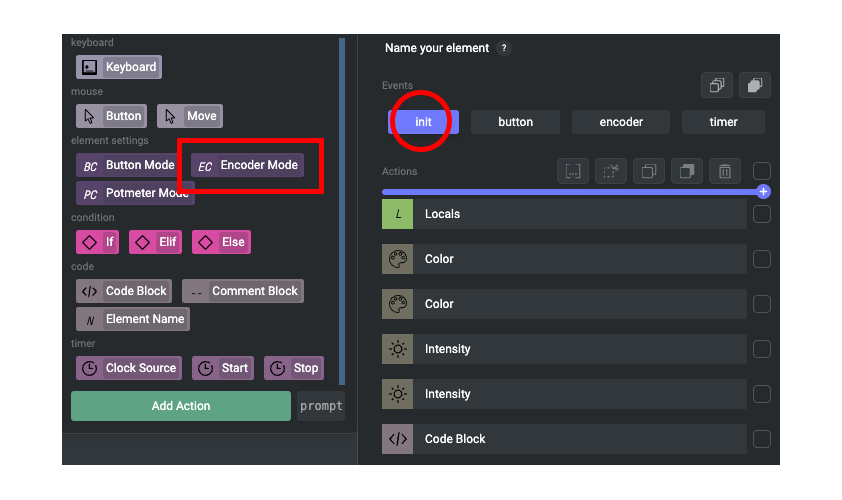 keyboard
Keyboard
mouse
Button Move
element settings
BC Button Mode EC Encoder Mode
PC Potmeter Mode
condition
If Elif Else
code
</> Code Block -- Comment Block
N Element Name
timer
Clock Source Start Stop
Add Action prompt
Name your element ?
Events
init button encoder timer
Actions [...]
+
L Locals
Color
Color
Intensity
Intensity
</> Code Block